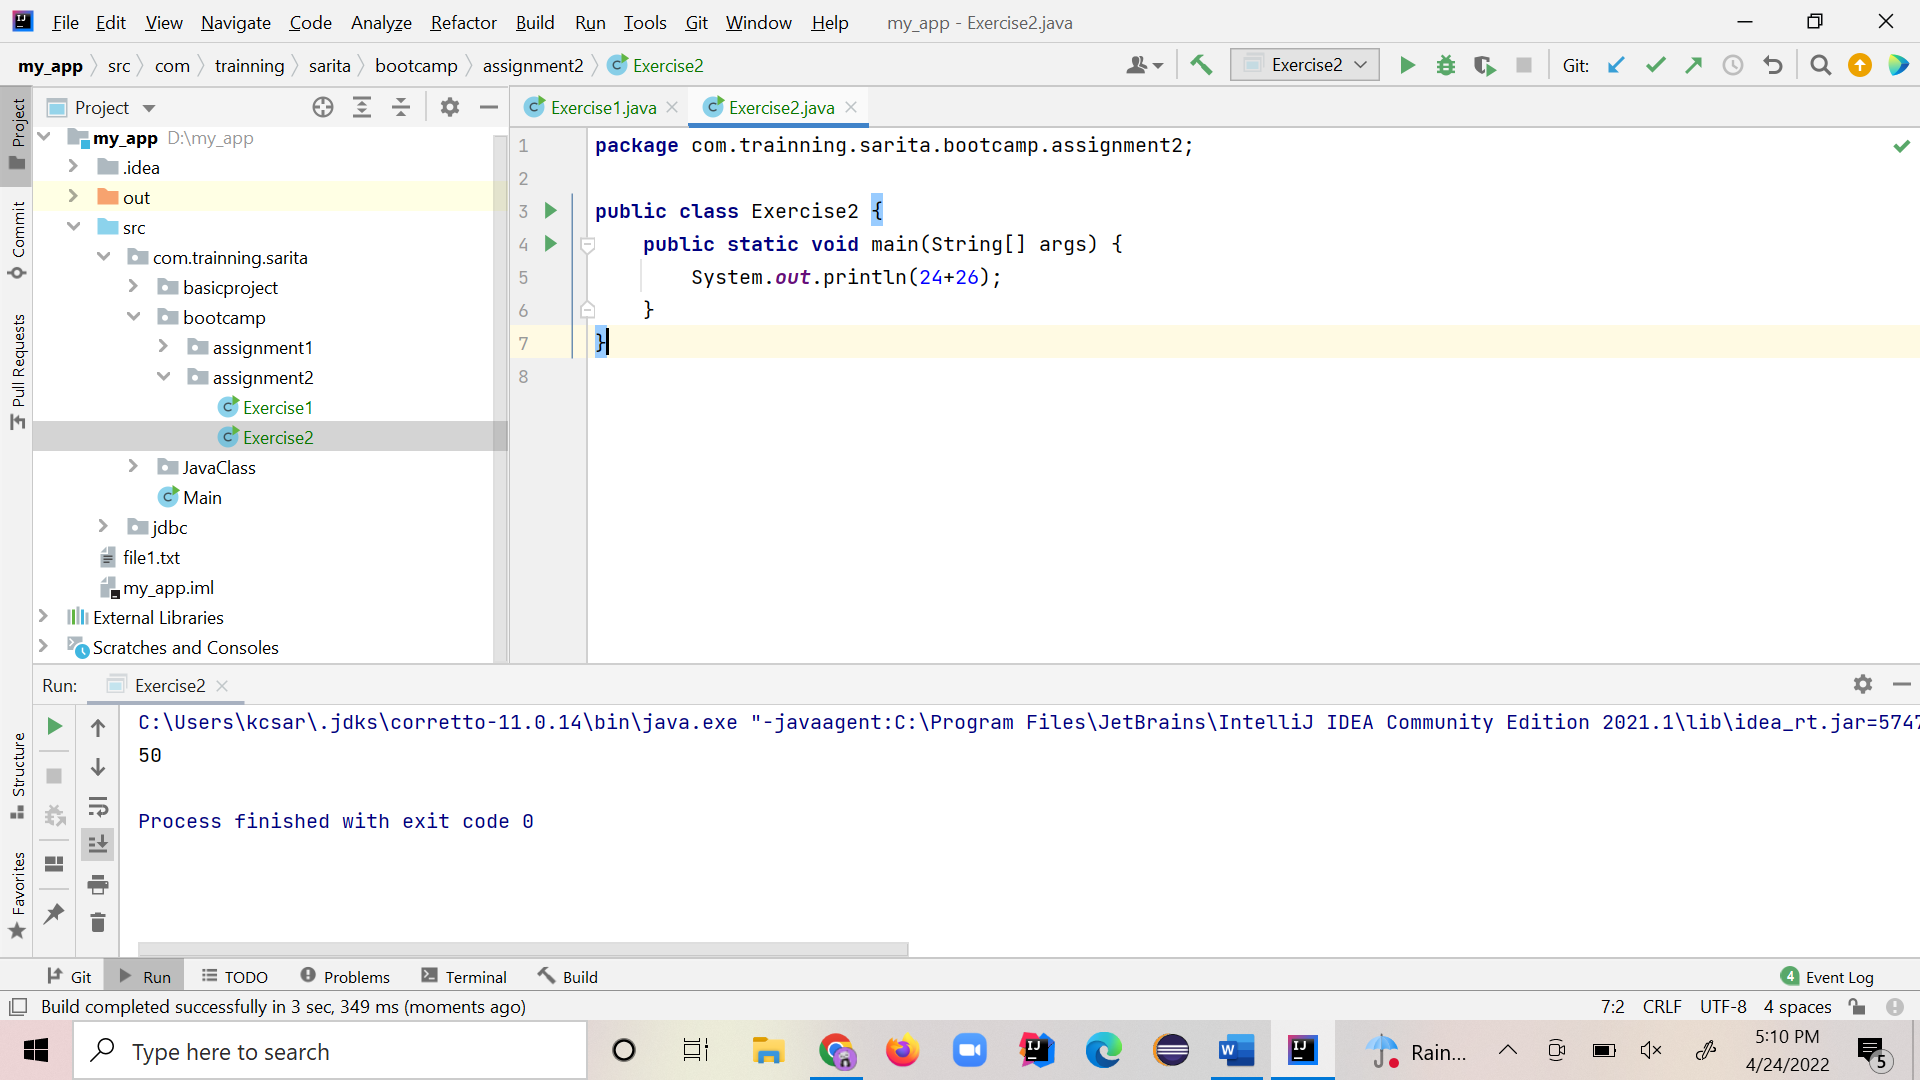 File Edit View Navigate Code Analyze Refactor Build Run Tools Git Window Help my_app - Exercise2.java
my_app src com trainning sarita bootcamp assignment2 Exercise2
Exercise2
Git:
Project
Exercise1.java
Exercise2.java
Project
Commit
Pull Requests
Structure
Favorites
my_app D:\my_app
.idea
out
src
com.trainning.sarita
basicproject
bootcamp
assignment1
assignment2
Exercise1
Exercise2
JavaClass
Main
jdbc
file1.txt
my_app.iml
External Libraries
Scratches and Consoles
1 package com.trainning.sarita.bootcamp.assignment2;
2
3 public class Exercise2 {
4 public static void main(String[] args) {
5 System.out.println(24+26);
6 }
7 }
8
Run: Exercise2
C:\Users\kcsar\.jdks\corretto-11.0.14\bin\java.exe "-javaagent:C:\Program Files\JetBrains\IntelliJ IDEA Community Edition 2021.1\lib\idea_rt.jar=5747
50
Process finished with exit code 0
Git Run TODO Problems Terminal Build 4 Event Log
Build completed successfully in 3 sec, 349 ms (moments ago) 7:2 CRLF UTF-8 4 spaces
Type here to search
Rain...
5:10 PM
4/24/2022
5